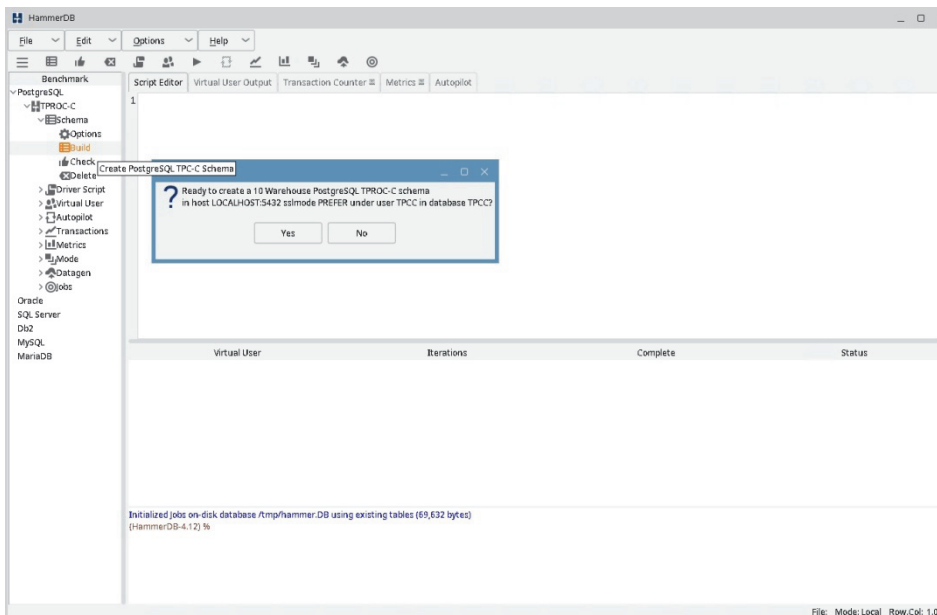 HammerDB
File Edit Options Help
Benchmark
PostgreSQL
TPROC-C
Schema
Options
Build
Check
Delete
Driver Script
Virtual User
Autopilot
Transactions
Metrics
Mode
Datagen
Jobs
Oracle
SQL Server
Db2
MySQL
MariaDB
Create PostgreSQL TPC-C Schema
Script Editor Virtual User Output Transaction Counter Metrics Autopilot
1
Ready to create a 10 Warehouse PostgreSQL TPROC-C schema
in host LOCALHOST:5432 sslmode PREFER under user TPCC in database TPCC?
Yes No
Virtual User Iterations Complete Status
Initialized Jobs on-disk database /tmp/hammer.DB using existing tables (69,632 bytes)
(HammerDB-4.12) %
File: Mode: Local Row.Col: 1.0